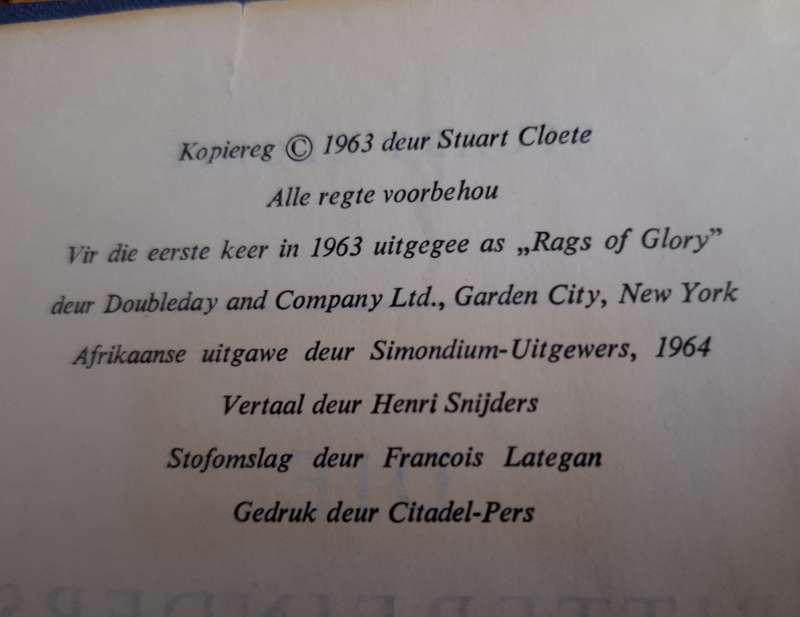 Kopiereg © 1963 deur Stuart Cloete
Alle regte voorbehou
Vir die eerste keer in 1963 uitgegee as „Rags of Glory”
deur Doubleday and Company Ltd., Garden City, New York
Afrikaanse uitgawe deur Simondium-Uitgewers, 1964
Vertaal deur Henri Snijders
Stofomslag deur Francois Lategan
Gedruk deur Citadel-Pers